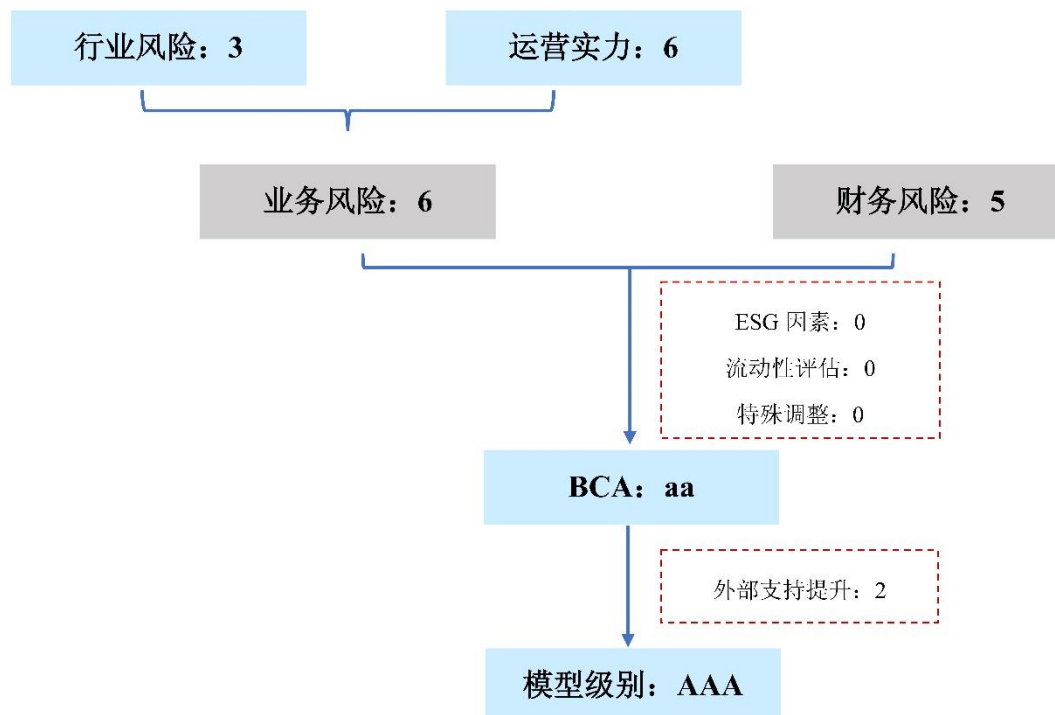 行业风险：3
运营实力：6
业务风险：6
财务风险：5
ESG 因素：0
流动性评估：0
特殊调整：0
BCA：aa
外部支持提升：2
模型级别：AAA